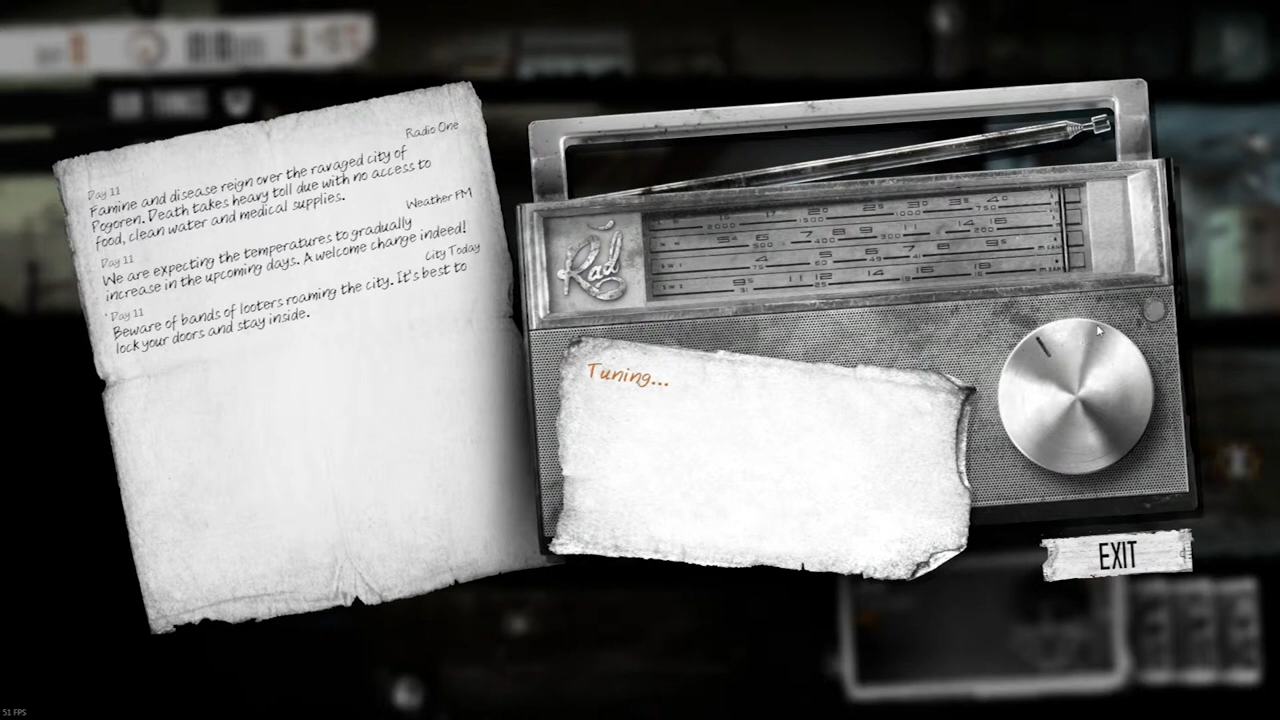 Radio One
Day 11
Famine and disease reign over the ravaged city of
Pogoren. Death takes heavy toll due with no access to
food, clean water and medical supplies.
Weather FM
Day 11
We are expecting the temperatures to gradually
increase in the upcoming days. A welcome change indeed!
City Today
Day 11
Beware of bands of looters roaming the city. It's best to
lock your doors and stay inside.
Rad
Tuning...
EXIT
51 FPS